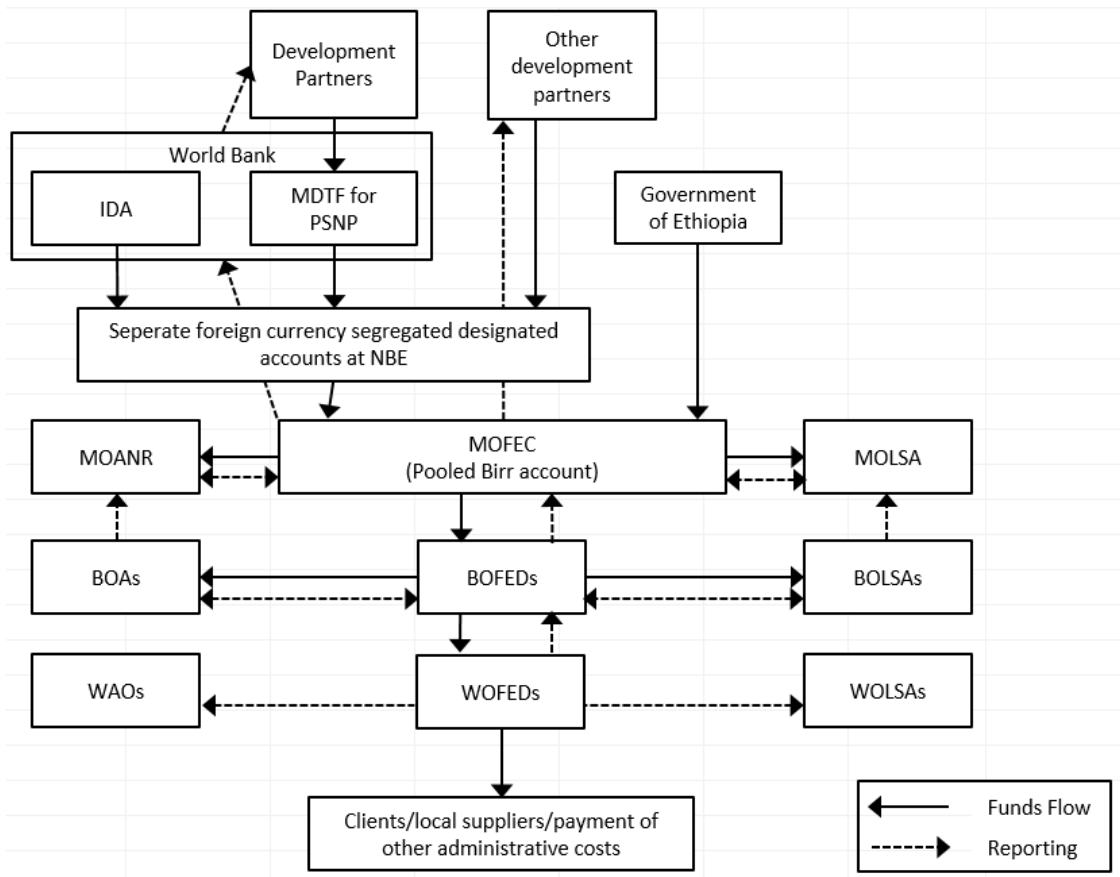 Development
Partners
Other
development
partners
World Bank
IDA
MDTF for
PSNP
Government
of Ethiopia
Seperate foreign currency segregated designated
accounts at NBE
MOANR
MOFEC
(Pooled Birr account)
MOLSA
BOAs
BOFEDs
BOLSAs
WAOs
WOFEDs
WOLSAs
Clients/local suppliers/payment of
other administrative costs
Funds Flow
Reporting